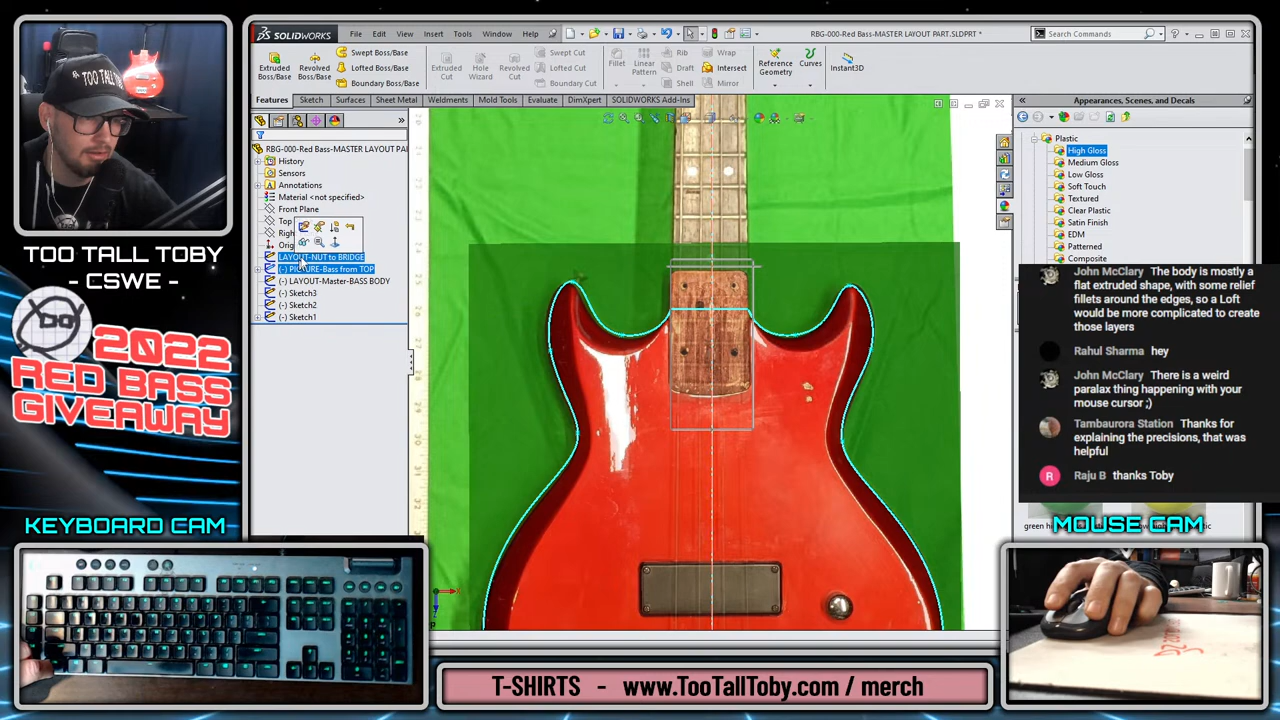 TOO TALL TOBY
TOO TALL TOBY
- CSWE -
2022
RED BASS
GIVEAWAY
KEYBOARD CAM
SOLIDWORKS
File
Edit
View
Insert
Tools
Window
Help
RBG-000-Red Bass-MASTER LAYOUT PART.SLDPRT *
Search Commands
Extruded
Boss/Base
Revolved
Boss/Base
Swept Boss/Base
Lofted Boss/Base
Boundary Boss/Base
Extruded
Cut
Hole
Wizard
Revolved
Cut
Swept Cut
Lofted Cut
Boundary Cut
Fillet
Linear
Pattern
Rib
Draft
Shell
Wrap
Intersect
Mirror
Reference
Geometry
Curves
Instant3D
Features
Sketch
Surfaces
Sheet Metal
Weldments
Mold Tools
Evaluate
DimXpert
SOLIDWORKS Add-Ins
RBG-000-Red Bass-MASTER LAYOUT PA
History
Sensors
Annotations
Material <not specified>
Front Plane
Top
Righ
Orig
LAYOUT-NUT to BRIDGE
(-) PICTURE-Bass from TOP
(-) LAYOUT-Master-BASS BODY
(-) Sketch3
(-) Sketch2
(-) Sketch1
Appearances, Scenes, and Decals
Plastic
High Gloss
Medium Gloss
Low Gloss
Soft Touch
Textured
Clear Plastic
Satin Finish
EDM
Patterned
John McClary The body is mostly a
flat extruded shape, with some relief
fillets around the edges, so a Loft
would be more complicated to create
those layers
Rahul Sharma hey
John McClary There is a weird
paralax thing happening with your
mouse cursor ;)
Tambaurora Station Thanks for
explaining the precisions, that was
helpful
Raju B thanks Toby
MOUSE CAM
T-SHIRTS - www.TooTallToby.com / merch